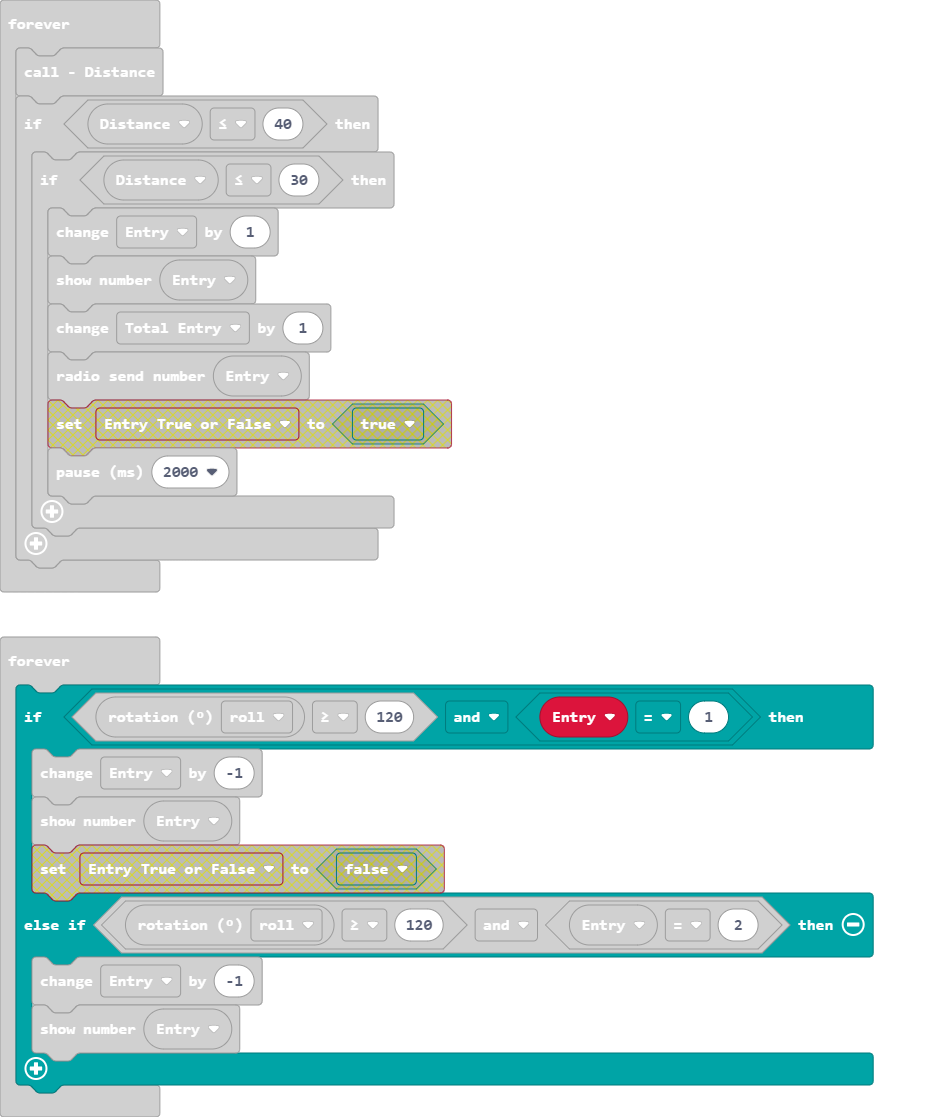 forever
call - Distance
if Distance ≤ 40 then
if Distance ≤ 30 then
change Entry by 1
show number Entry
change Total Entry by 1
radio send number Entry
set Entry True or False to true
pause (ms) 2000
forever
if rotation (°) roll ≥ 120 and Entry = 1 then
change Entry by -1
show number Entry
set Entry True or False to false
else if rotation (°) roll ≥ 120 and Entry = 2 then
change Entry by -1
show number Entry